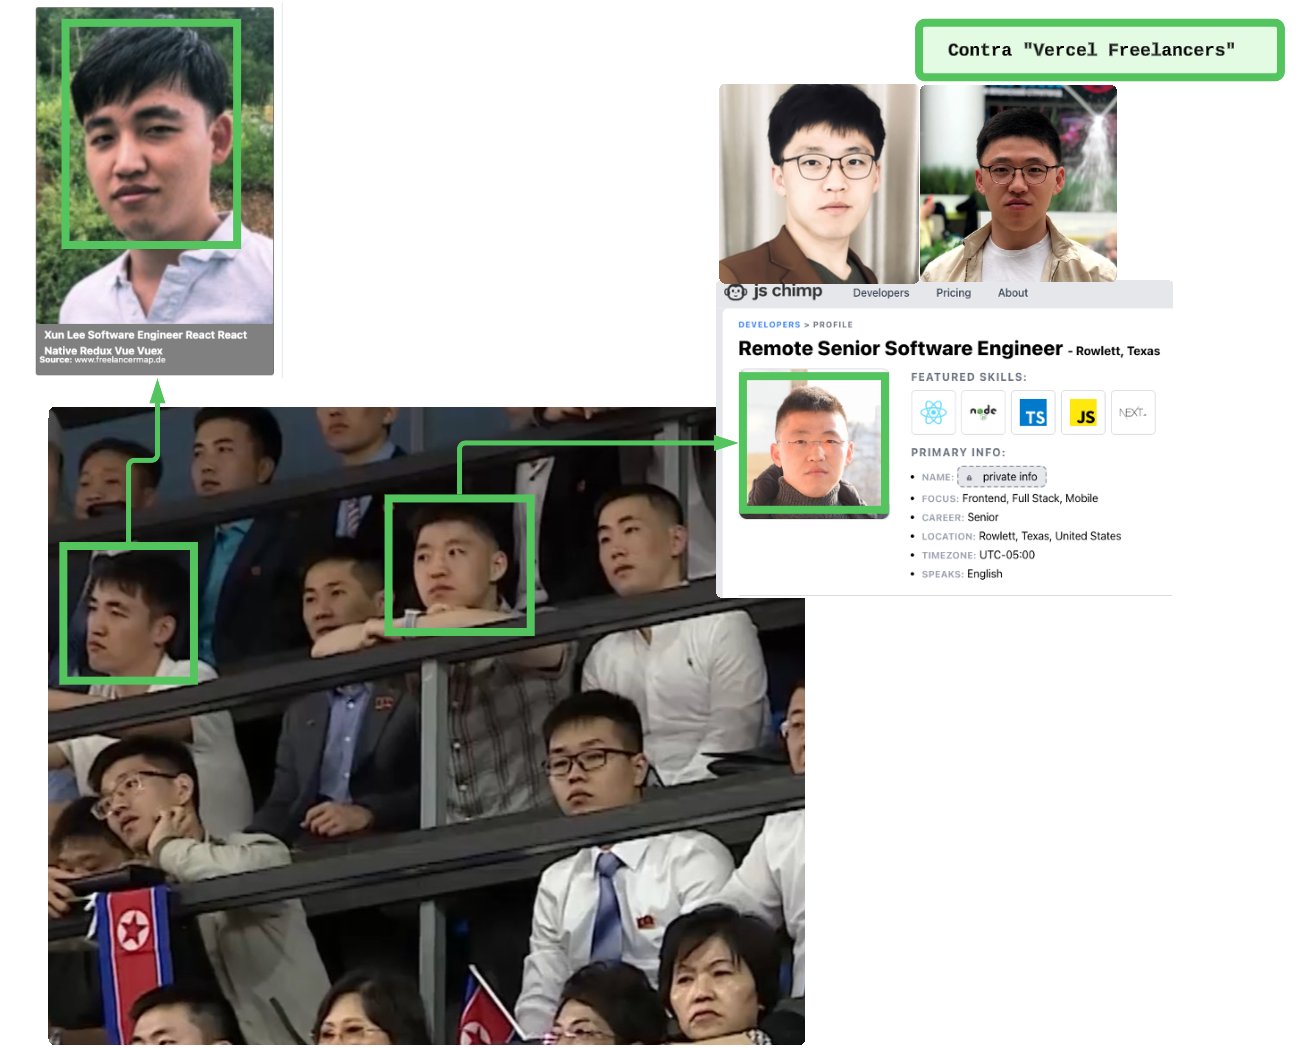 Contra "Vercel Freelancers"
Xun Lee Software Engineer React React
Native Redux Vue Vuex
Source: www.freelancermap.de
js chimp
Developers Pricing About
DEVELOPERS > PROFILE
Remote Senior Software Engineer - Rowlett, Texas
FEATURED SKILLS:
node
TS
JS
NEXT
PRIMARY INFO:
NAME: private info
FOCUS: Frontend, Full Stack, Mobile
CAREER: Senior
LOCATION: Rowlett, Texas, United States
TIMEZONE: UTC-05:00
SPEAKS: English